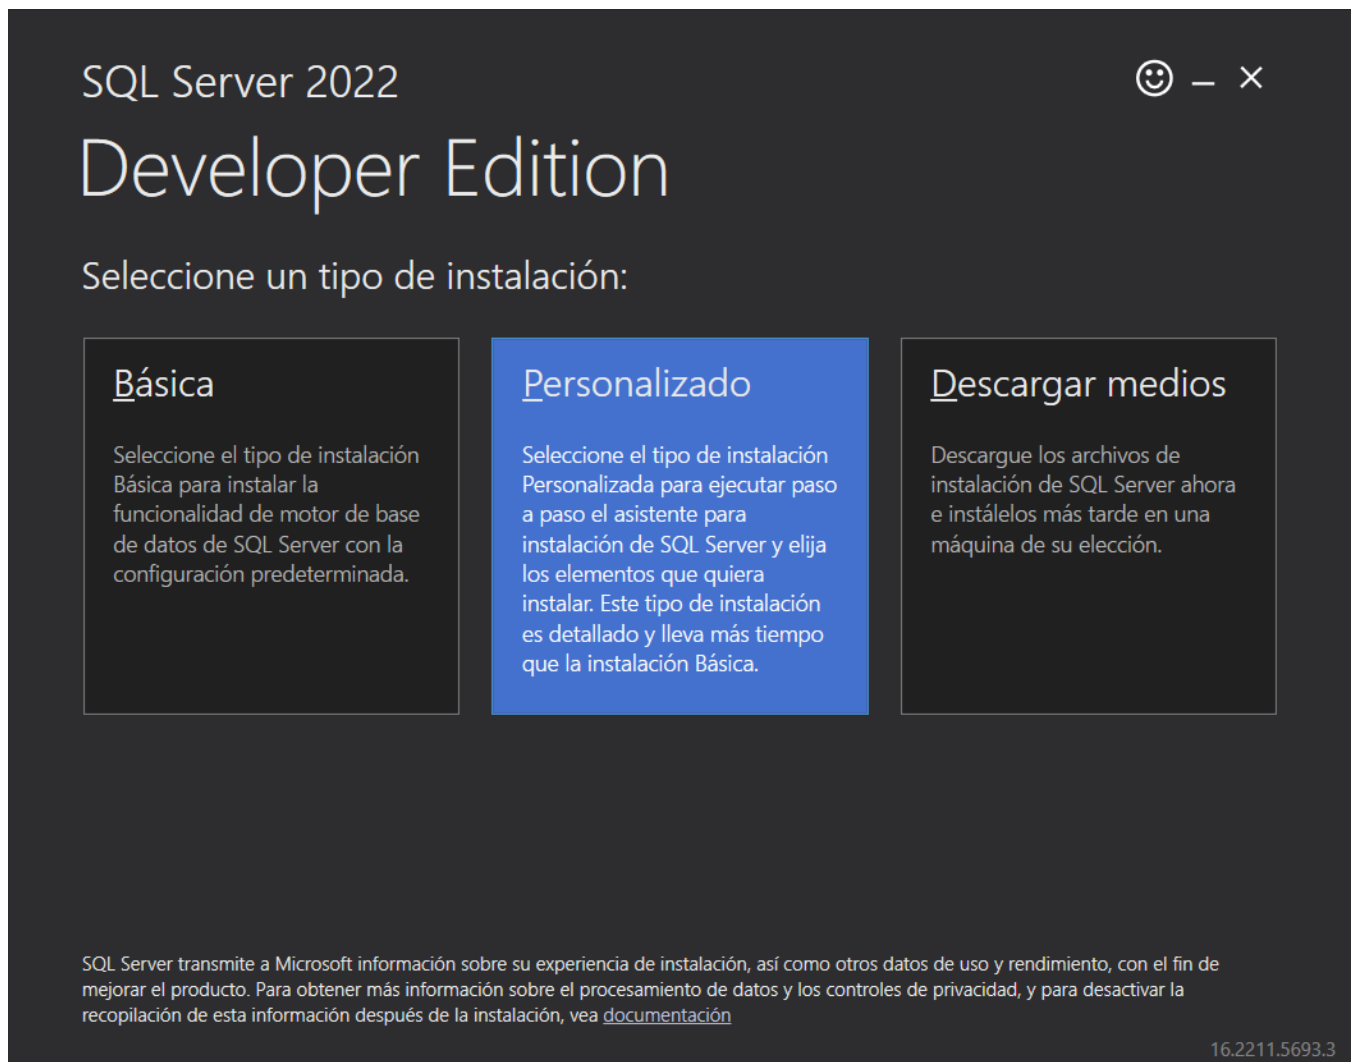 SQL Server 2022
Developer Edition
Seleccione un tipo de instalación:
Básica
Seleccione el tipo de instalación
Básica para instalar la
funcionalidad de motor de base
de datos de SQL Server con la
configuración predeterminada.
Personalizado
Seleccione el tipo de instalación
Personalizada para ejecutar paso
a paso el asistente para
instalación de SQL Server y elija
los elementos que quiera
instalar. Este tipo de instalación
es detallado y lleva más tiempo
que la instalación Básica.
Descargar medios
Descargue los archivos de
instalación de SQL Server ahora
e instálelos más tarde en una
máquina de su elección.
SQL Server transmite a Microsoft información sobre su experiencia de instalación, así como otros datos de uso y rendimiento, con el fin de
mejorar el producto. Para obtener más información sobre el procesamiento de datos y los controles de privacidad, y para desactivar la
recopilación de esta información después de la instalación, vea documentación
16.2211.5693.3